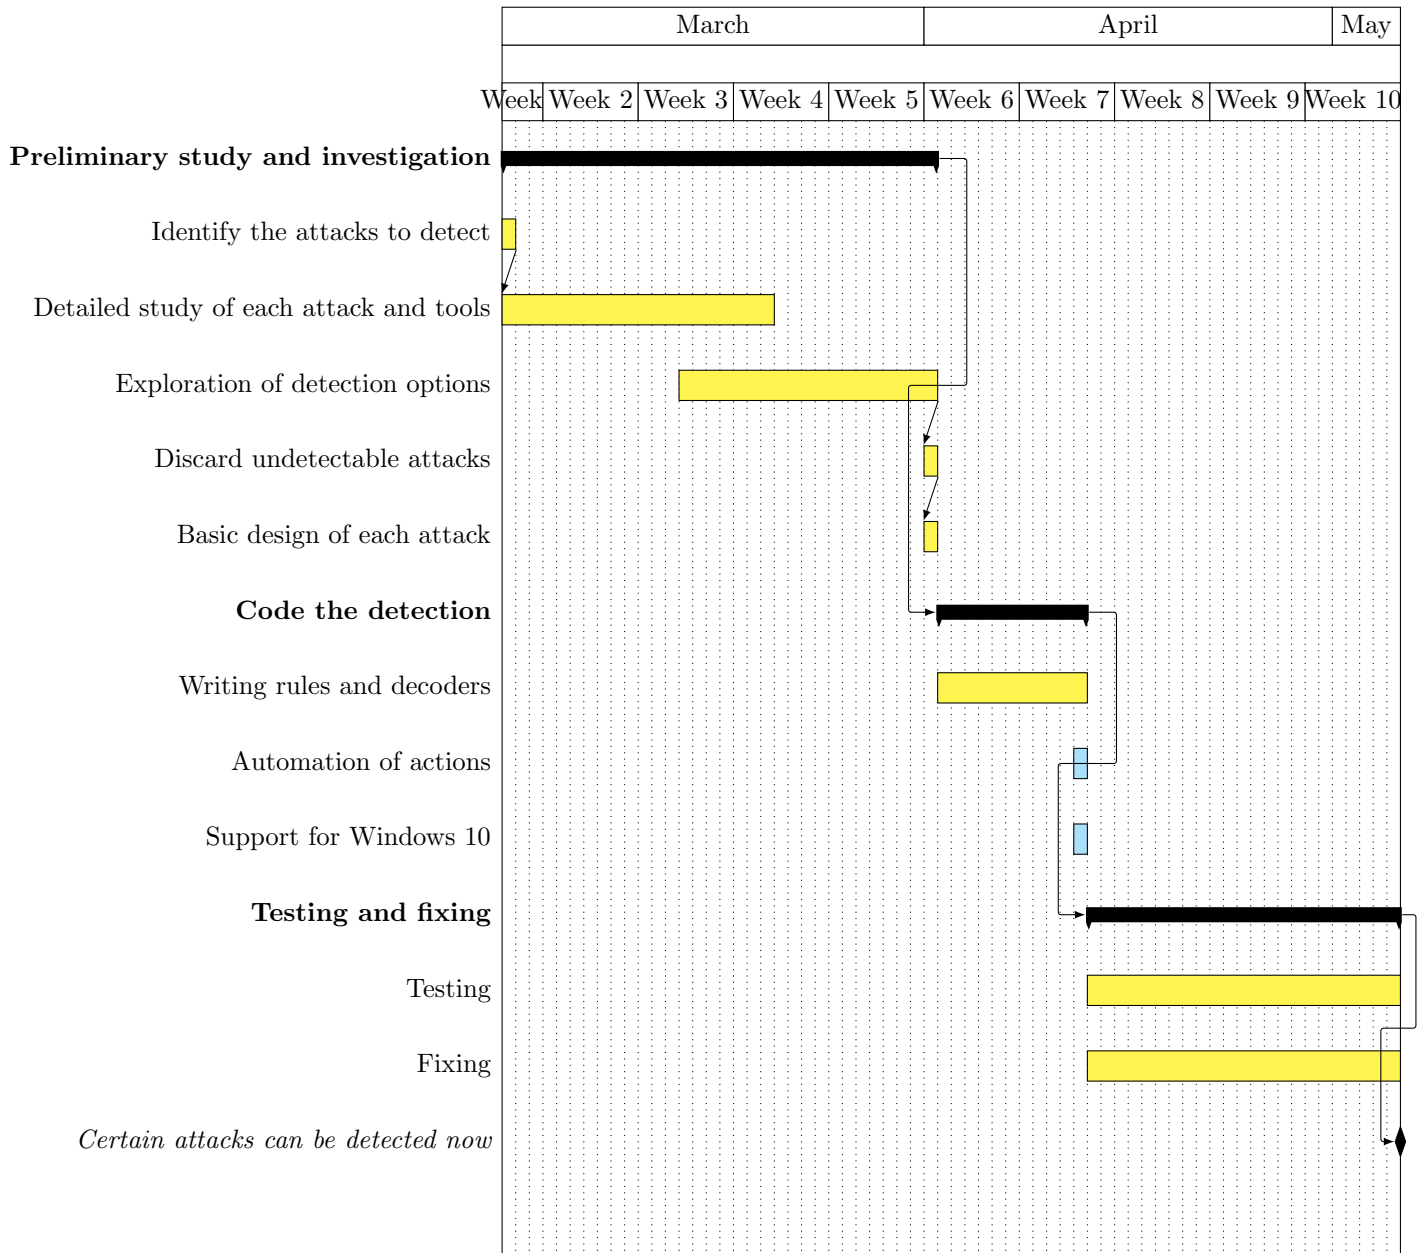 March April May
Week Week 2 Week 3 Week 4 Week 5 Week 6 Week 7 Week 8 Week 9 Week 10
Preliminary study and investigation
Identify the attacks to detect
Detailed study of each attack and tools
Exploration of detection options
Discard undetectable attacks
Basic design of each attack
Code the detection
Writing rules and decoders
Automation of actions
Support for Windows 10
Testing and fixing
Testing
Fixing
Certain attacks can be detected now